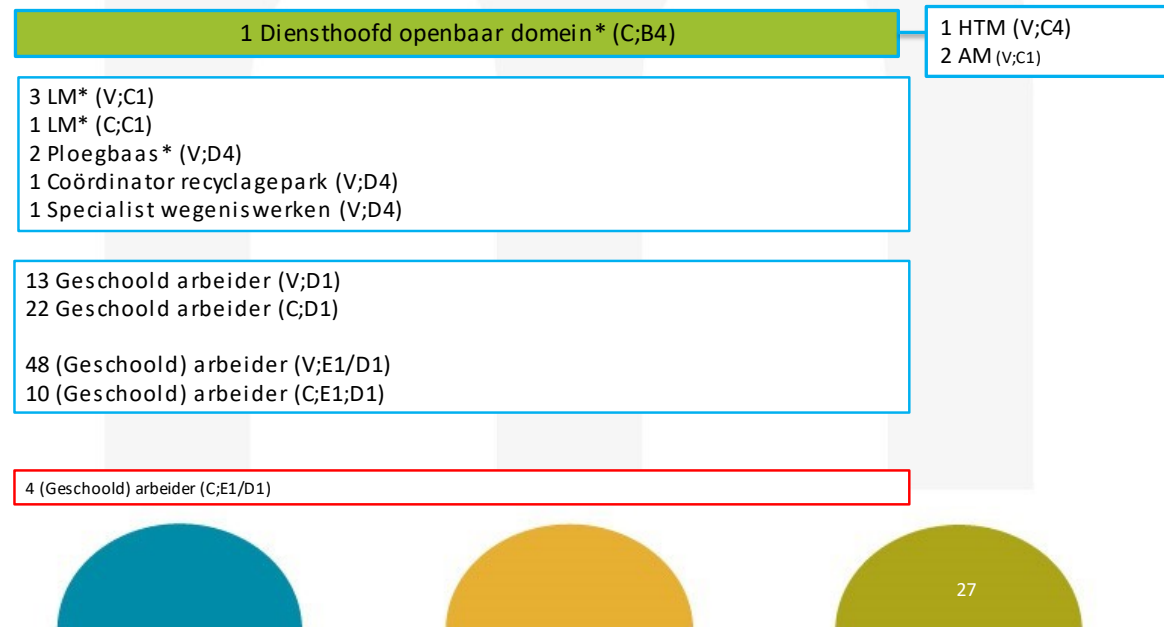 1 Diensthoofd openbaar domein* (C;B4)
1 HTM (V;C4)
2 AM (V;C1)
3 LM* (V;C1)
1 LM* (C;C1)
2 Ploegbaas* (V;D4)
1 Coördinator recyclagepark (V;D4)
1 Specialist wegeniswerken (V;D4)
13 Geschoold arbeider (V;D1)
22 Geschoold arbeider (C;D1)
48 (Geschoold) arbeider (V;E1/D1)
10 (Geschoold) arbeider (C;E1;D1)
4 (Geschoold) arbeider (C;E1/D1)
27